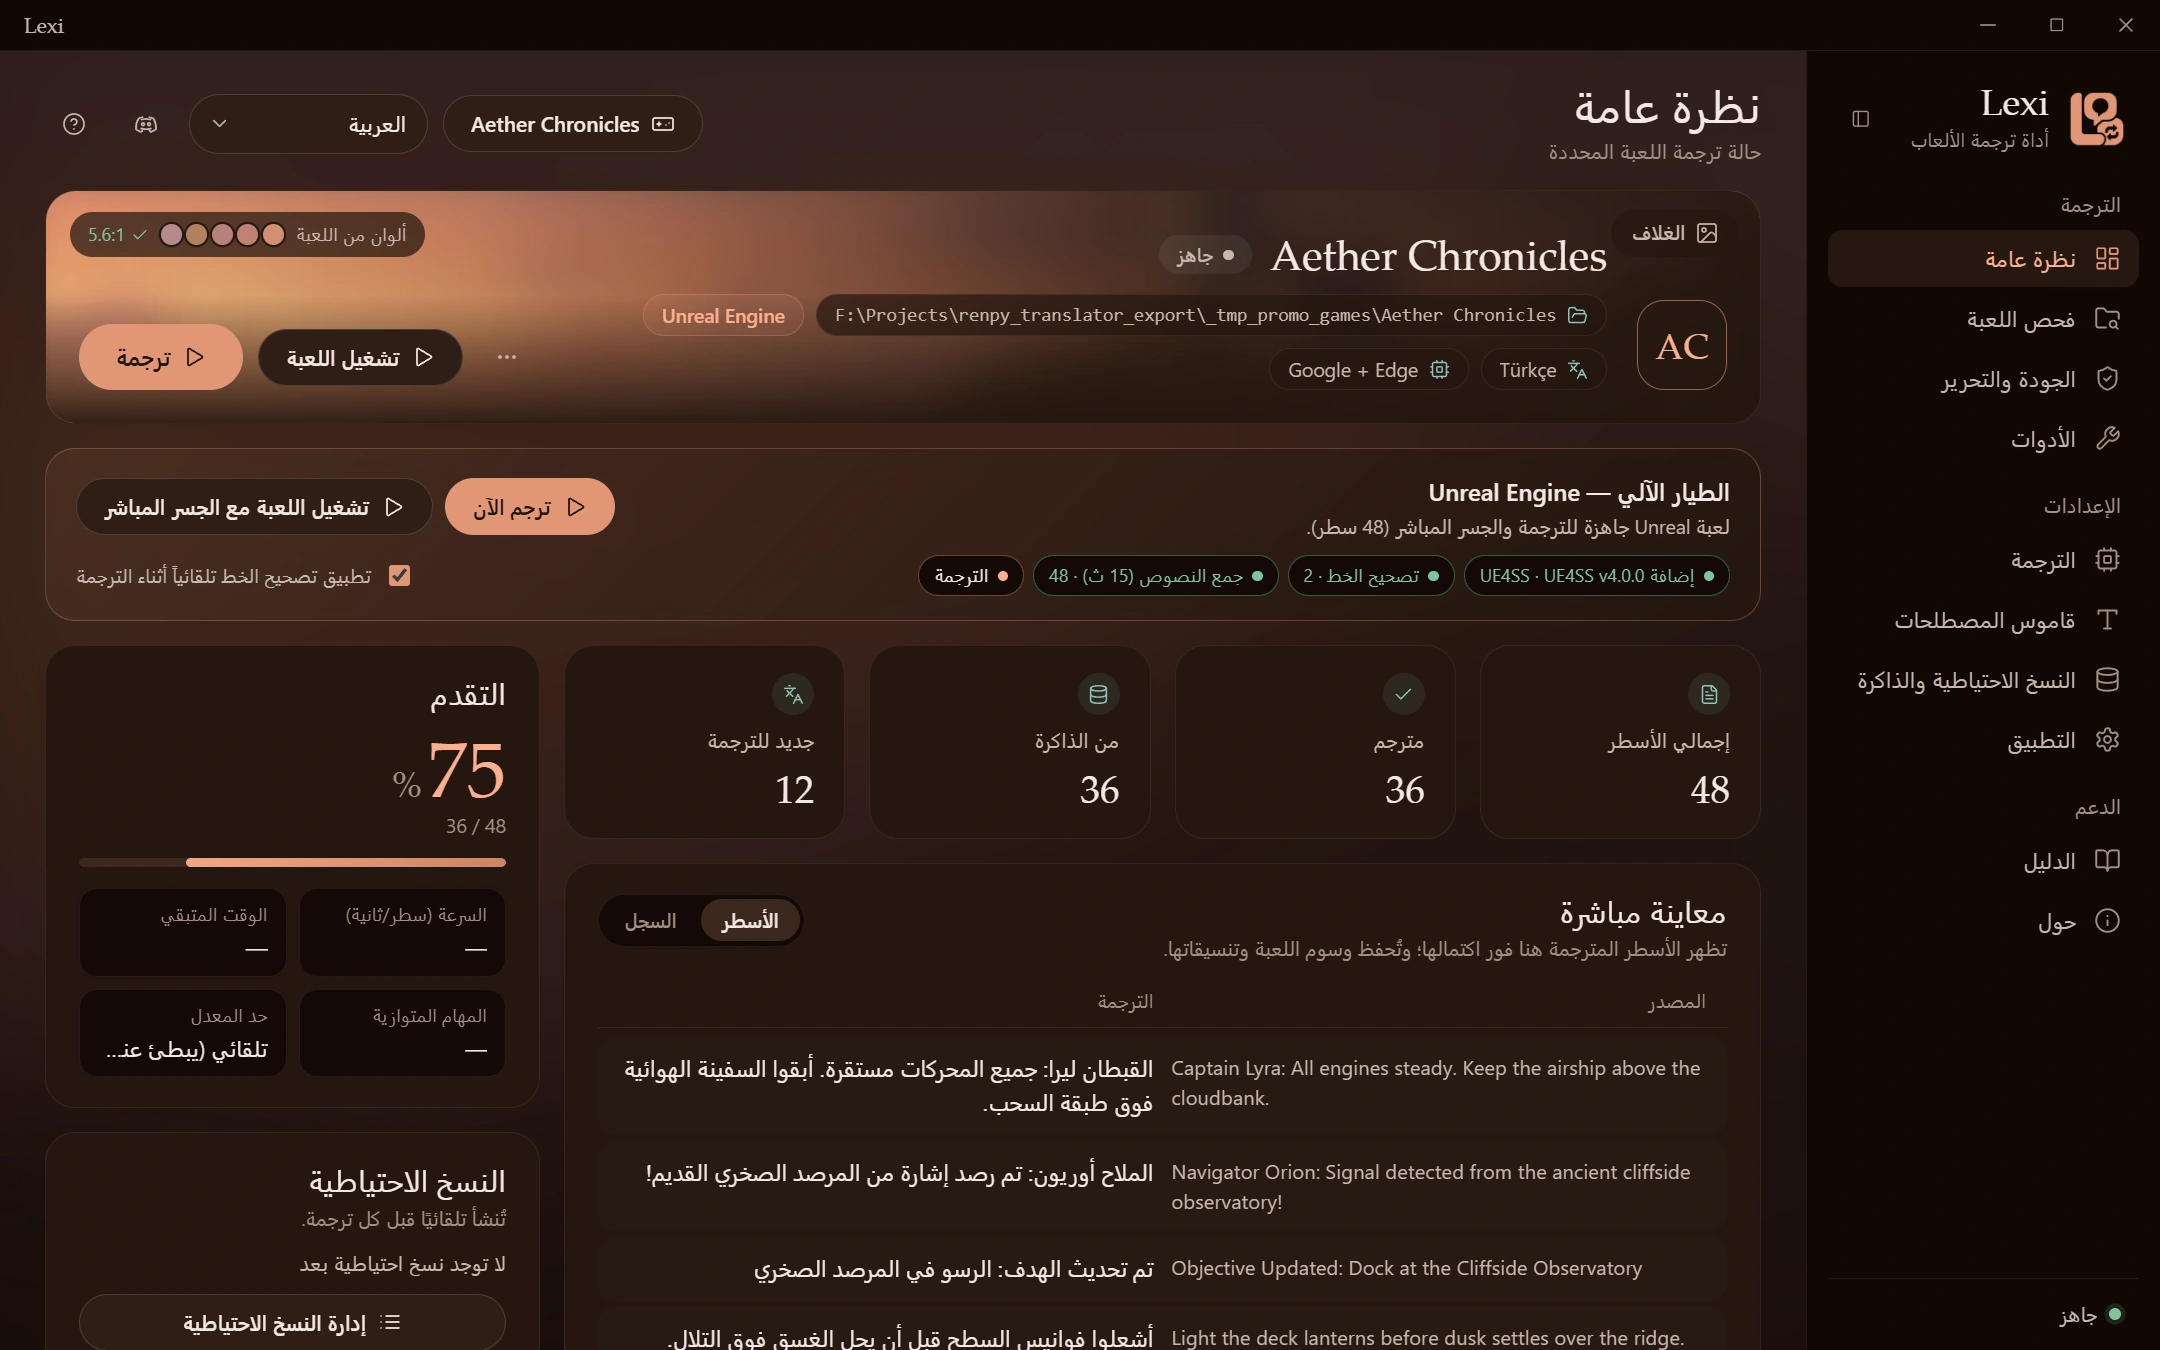 Lexi
Lexi
أداة ترجمة الألعاب
الترجمة
نظرة عامة
فحص اللعبة
الجودة والتحرير
الأدوات
الإعدادات
الترجمة
قاموس المصطلحات
النسخ الاحتياطية والذاكرة
التطبيق
الدعم
الدليل
حول
جاهز
نظرة عامة
حالة ترجمة اللعبة المحددة
Aether Chronicles
العربية
الغلاف
Aether Chronicles
جاهز
ألوان من اللعبة 5.6:1
AC
F:\Projects\renpy_translator_export\_tmp_promo_games\Aether Chronicles
Unreal Engine
Türkçe
Google + Edge
تشغيل اللعبة
ترجمة
الطيار الآلي — Unreal Engine
لعبة Unreal جاهزة للترجمة والجسر المباشر (48 سطر).
إضافة UE4SS · UE4SS v4.0.0
تصحيح الخط · 2
جمع النصوص (15 ث) · 48
الترجمة
ترجم الآن
تشغيل اللعبة مع الجسر المباشر
تطبيق تصحيح الخط تلقائياً أثناء الترجمة
إجمالي الأسطر
48
مترجم
36
من الذاكرة
36
جديد للترجمة
12
معاينة مباشرة
تظهر الأسطر المترجمة هنا فور اكتمالها؛ وتُحفظ وسوم اللعبة وتنسيقاتها.
الأسطر
السجل
المصدر
الترجمة
Captain Lyra: All engines steady. Keep the airship above the
cloudbank.
القبطان ليرا: جميع المحركات مستقرة. أبقوا السفينة الهوائية
فوق طبقة السحب.
Navigator Orion: Signal detected from the ancient cliffside
observatory!
الملاح أوريون: تم رصد إشارة من المرصد الصخري القديم!
Objective Updated: Dock at the Cliffside Observatory
تم تحديث الهدف: الرسو في المرصد الصخري
Light the deck lanterns before dusk settles over the ridge.
أشعلوا فوانيس السطح قبل أن يحل الغسق فوق التلال.
التقدم
75%
36 / 48
السرعة (سطر/ثانية)
—
الوقت المتبقي
—
المهام المتوازية
—
حد المعدل
تلقائي (يبطئ عنـ...
النسخ الاحتياطية
تُنشأ تلقائيًا قبل كل ترجمة.
لا توجد نسخ احتياطية بعد
إدارة النسخ الاحتياطية